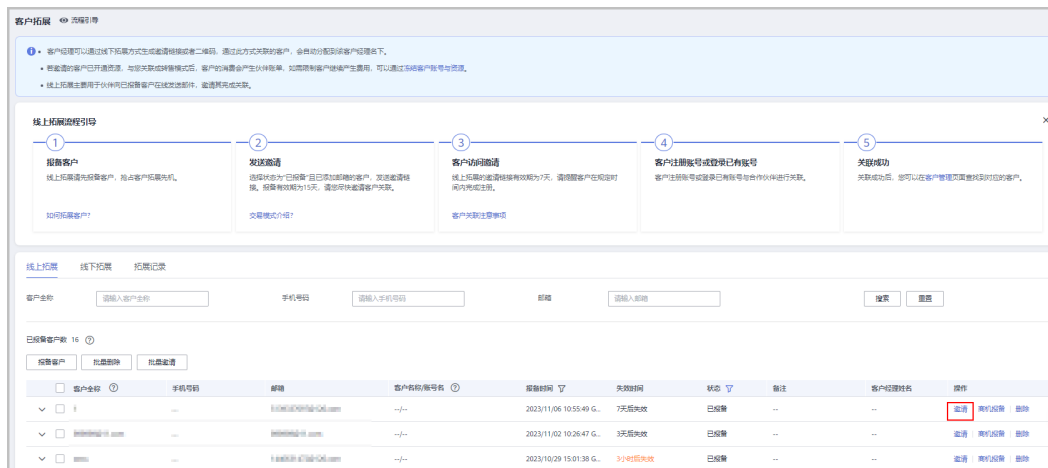 客户拓展 流程引导
• 客户经理可以通过线下拓展方式生成邀请链接或者二维码，通过此方式关联的客户，会自动分配到该客户经理名下。
• 若邀请的客户已开通资源，与您关联成转售模式后，客户的消费会产生伙伴账单，如需限制客户继续产生费用，可以通过冻结客户账号与资源。
• 线上拓展主要用于伙伴向已报备客户在线发送邮件，邀请其完成关联。
线上拓展流程引导
1
报备客户
线上拓展请先报备客户，抢占客户拓展先机。
如何拓展客户?
2
发送邀请
选择状态为“已报备”且已添加邮箱的客户，发送邀请链
接。报备有效期为15天，请您尽快邀请客户关联。
交易模式介绍?
3
客户访问邀请
线上拓展的邀请链接有效期为7天，请提醒客户在规定时
间内完成注册。
客户关联注意事项
4
客户注册账号或登录已有账号
客户注册账号或登录已有账号与合作伙伴进行关联。
5
关联成功
关联成功后，您可以在客户管理页面查找到对应的客户。
线上拓展 线下拓展 拓展记录
客户全称 请输入客户全称 手机号码 请输入手机号码 邮箱 请输入邮箱 搜索 重置
已报备客户数 16 ?
报备客户 批量删除 批量邀请
客户全称 ? 手机号码 邮箱 客户名称/账号名 ? 报备时间 失效时间 状态 备注 客户经理姓名 操作
--/-- 2023/11/06 10:55:49 G... 7天后失效 已报备 -- -- 邀请 商机报备 删除
--/-- 2023/11/02 10:26:47 G... 3天后失效 已报备 -- -- 邀请 商机报备 删除
--/-- 2023/10/29 15:01:38 G... 3小时后失效 已报备 -- -- 邀请 商机报备 删除